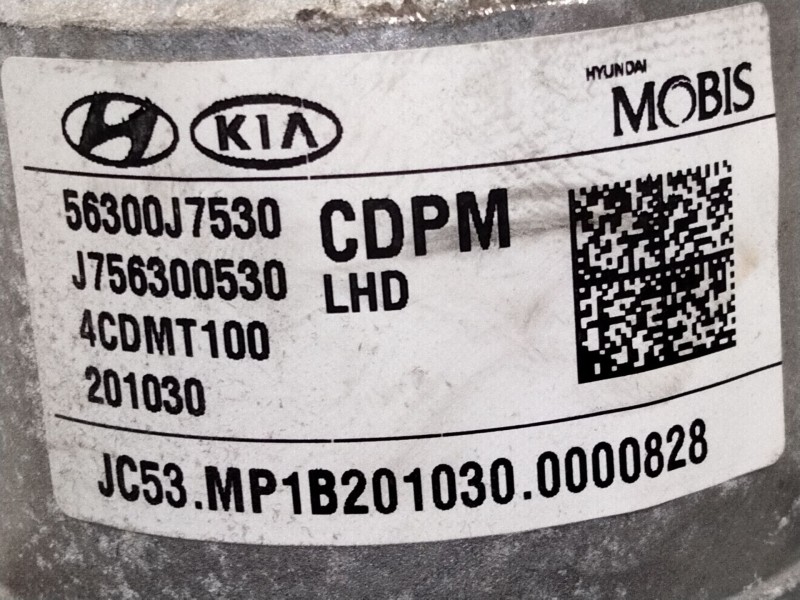 KIA
HYUNDAI
MOBIS
56300J7530
CDPM
J756300530
LHD
4CDMT100
201030
JC53.MP1B201030.0000828